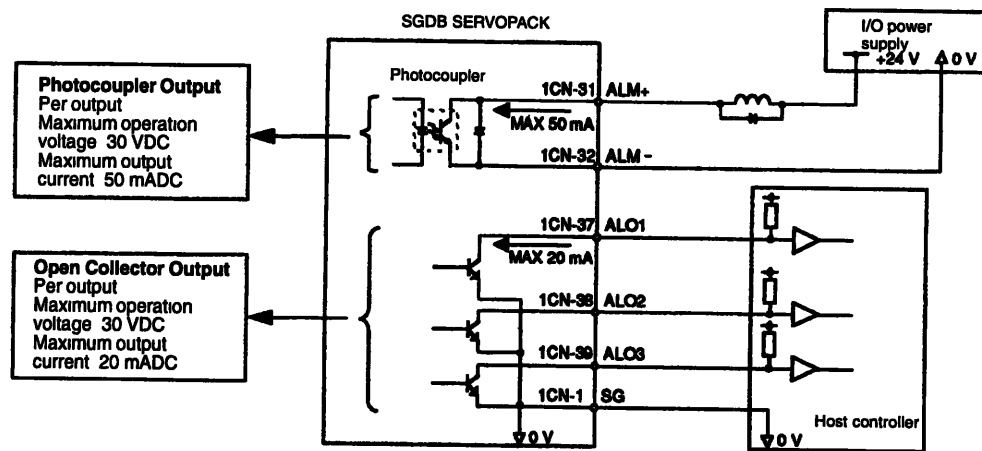 SGDB SERVOPACK
I/O power
supply
+24 V
0 V
Photocoupler Output
Per output
Maximum operation
voltage 30 VDC
Maximum output
current 50 mADC
Photocoupler
1CN-31
ALM+
MAX 50 mA
1CN-32
ALM -
1CN-37
ALO1
MAX 20 mA
Open Collector Output
Per output
Maximum operation
voltage 30 VDC
Maximum output
current 20 mADC
1CN-38
ALO2
1CN-39
ALO3
1CN-1
SG
0 V
Host controller
0 V